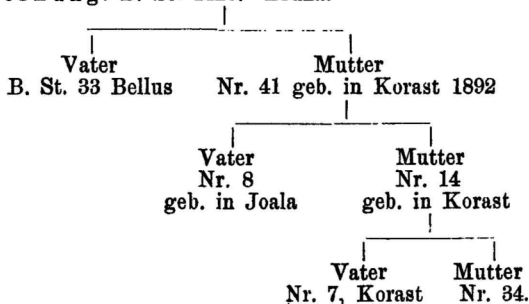 Vater Mutter
B. St. 33 Bellus Nr. 41 geb. in Korast 1892
Vater Mutter
Nr. 8 Nr. 14
geb. in Joala geb. in Korast
Vater Mutter
Nr. 7, Korast Nr. 34.